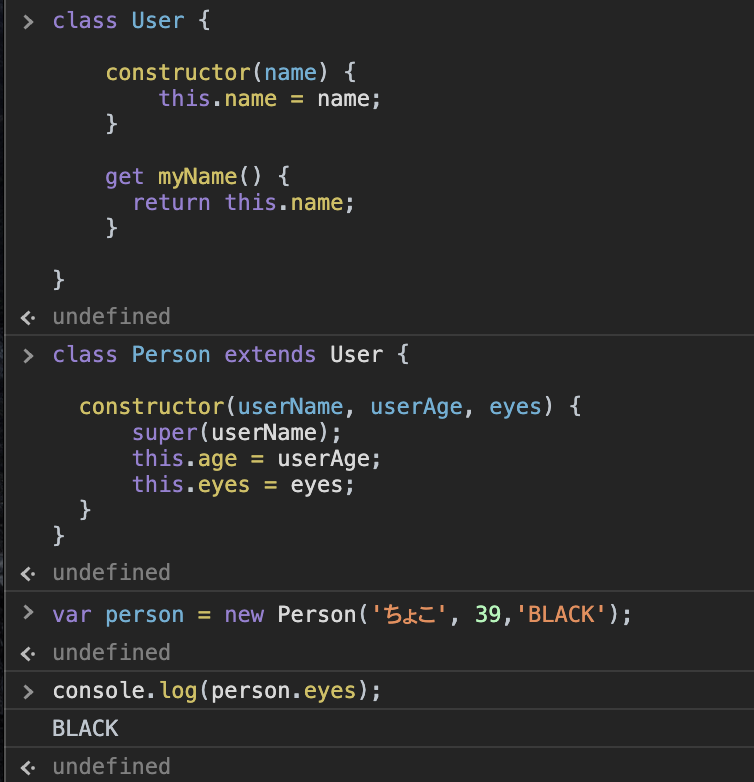 class User {
constructor(name) {
this.name = name;
}
get myName() {
return this.name;
}
}
undefined
class Person extends User {
constructor(userName, userAge, eyes) {
super(userName);
this.age = userAge;
this.eyes = eyes;
}
}
undefined
var person = new Person('ちょこ', 39,'BLACK');
undefined
console.log(person.eyes);
BLACK
undefined